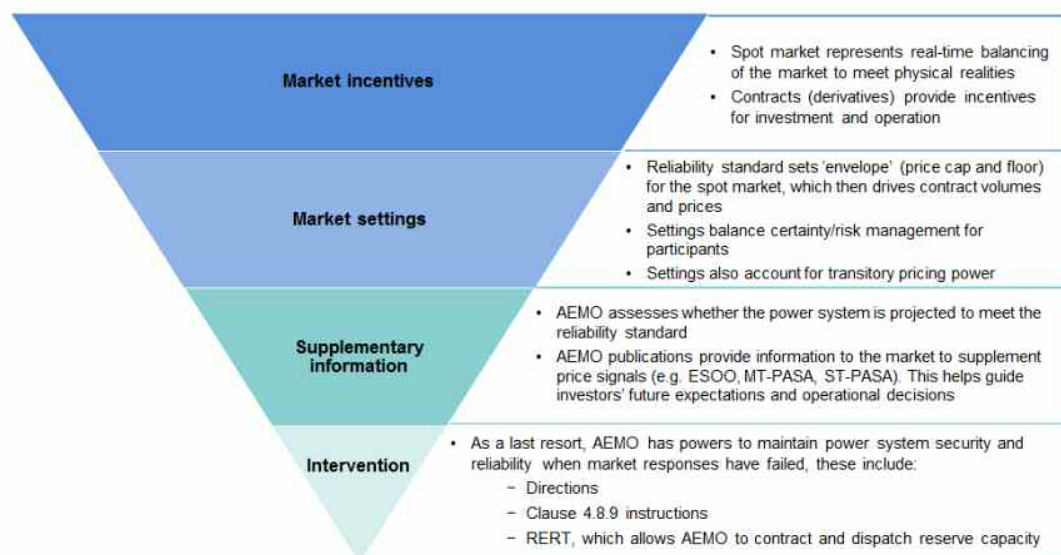 Market incentives
• Spot market represents real-time balancing
of the market to meet physical realities
• Contracts (derivatives) provide incentives
for investment and operation
Market settings
• Reliability standard sets 'envelope' (price cap and floor)
for the spot market, which then drives contract volumes
and prices
• Settings balance certainty/risk management for
participants
• Settings also account for transitory pricing power
Supplementary
information
• AEMO assesses whether the power system is projected to meet the
reliability standard
• AEMO publications provide information to the market to supplement
price signals (e.g. ESOO, MT-PASA, ST-PASA). This helps guide
investors' future expectations and operational decisions
Intervention
• As a last resort, AEMO has powers to maintain power system security and
reliability when market responses have failed, these include:
− Directions
− Clause 4.8.9 instructions
− RERT, which allows AEMO to contract and dispatch reserve capacity